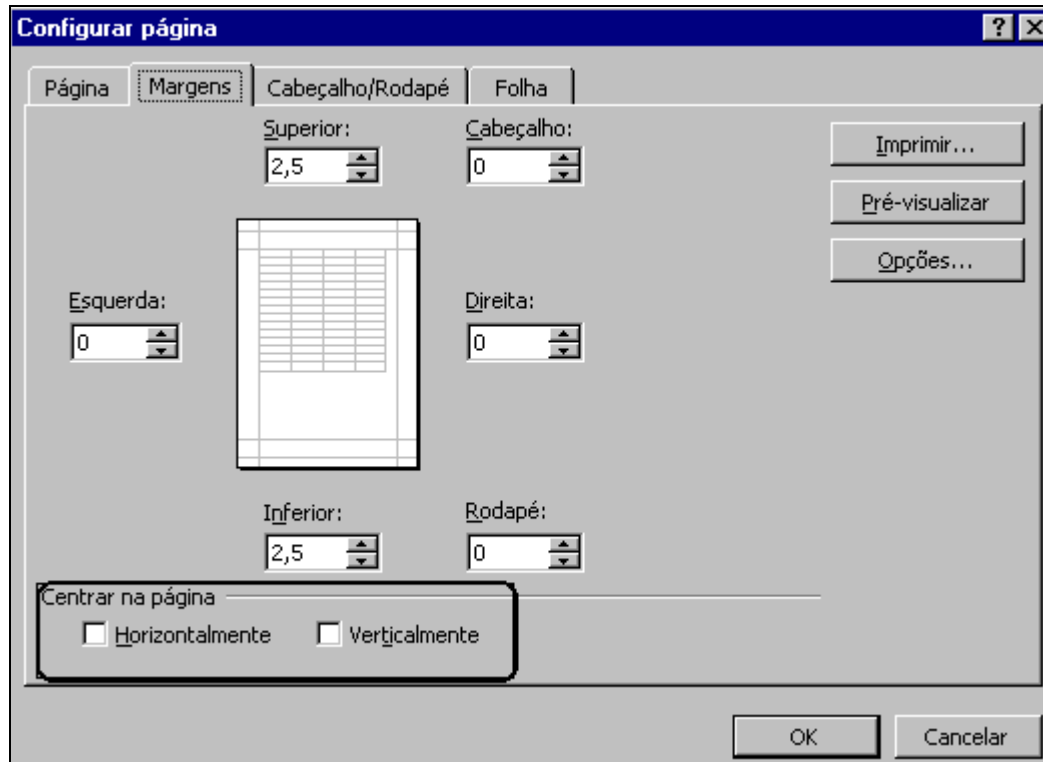 Configurar página
Página Margens Cabeçalho/Rodapé Folha
Superior: Cabeçalho:
2,5 0
Imprimir...
Pré-visualizar
Opções...
Esquerda: Direita:
0 0
Inferior: Rodapé:
2,5 0
Centrar na página
Horizontalmente Verticalmente
OK Cancelar